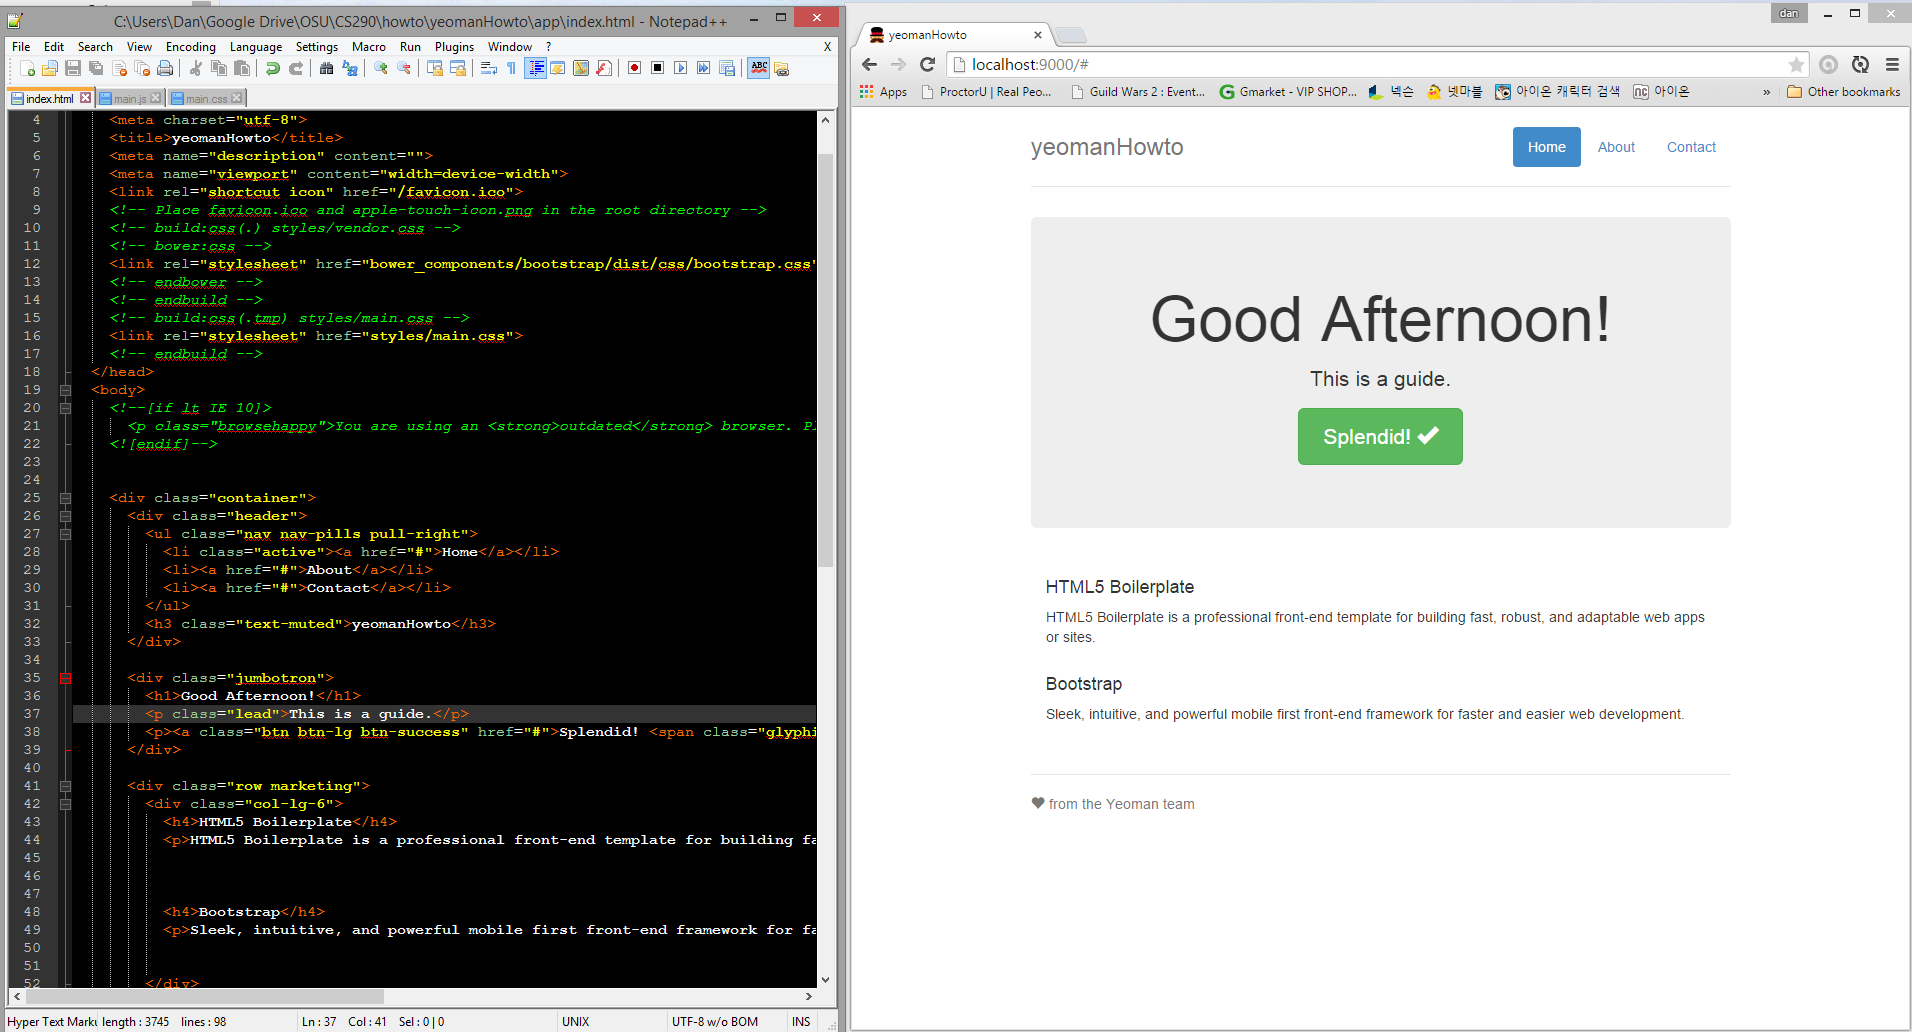 C:\Users\Dan\Google Drive\OSU\CS290\howto\yeomanHowto\app\index.html - Notepad++
File Edit Search View Encoding Language Settings Macro Run Plugins Window ? X
index.html main.js main.css
4 <meta charset="utf-8">
5 <title>yeomanHowto</title>
6 <meta name="description" content="">
7 <meta name="viewport" content="width=device-width">
8 <link rel="shortcut icon" href="/favicon.ico">
9 <!-- Place favicon.ico and apple-touch-icon.png in the root directory -->
10 <!-- build:css(.) styles/vendor.css -->
11 <!-- bower:css -->
12 <link rel="stylesheet" href="bower_components/bootstrap/dist/css/bootstrap.css"
13 <!-- endbower -->
14 <!-- endbuild -->
15 <!-- build:css(.tmp) styles/main.css -->
16 <link rel="stylesheet" href="styles/main.css">
17 <!-- endbuild -->
18 </head>
19 <body>
20 <!--[if lt IE 10]>
21 <p class="browsehappy">You are using an <strong>outdated</strong> browser. Pl
22 <![endif]-->
23
24
25 <div class="container">
26 <div class="header">
27 <ul class="nav nav-pills pull-right">
28 <li class="active"><a href="#">Home</a></li>
29 <li><a href="#">About</a></li>
30 <li><a href="#">Contact</a></li>
31 </ul>
32 <h3 class="text-muted">yeomanHowto</h3>
33 </div>
34
35 <div class="jumbotron">
36 <h1>Good Afternoon!</h1>
37 <p class="lead">This is a guide.</p>
38 <p><a class="btn btn-lg btn-success" href="#">Splendid! <span class="glyphi
39 </div>
40
41 <div class="row marketing">
42 <div class="col-lg-6">
43 <h4>HTML5 Boilerplate</h4>
44 <p>HTML5 Boilerplate is a professional front-end template for building fa
45
46
47
48 <h4>Bootstrap</h4>
49 <p>Sleek, intuitive, and powerful mobile first front-end framework for fa
50
51
52 </div>
Hyper Text Marku length : 3745 lines : 98 Ln : 37 Col : 41 Sel : 0 | 0 UNIX UTF-8 w/o BOM INS
dan
yeomanHowto
localhost:9000/#
Apps ProctorU | Real Peo... Guild Wars 2 : Event... Gmarket - VIP SHOP... 넥슨 넷마블 아이온 캐릭터 검색 nc 아이온 » Other bookmarks
yeomanHowto Home About Contact
Good Afternoon!
This is a guide.
Splendid! ✔
HTML5 Boilerplate
HTML5 Boilerplate is a professional front-end template for building fast, robust, and adaptable web apps
or sites.
Bootstrap
Sleek, intuitive, and powerful mobile first front-end framework for faster and easier web development.
♥ from the Yeoman team